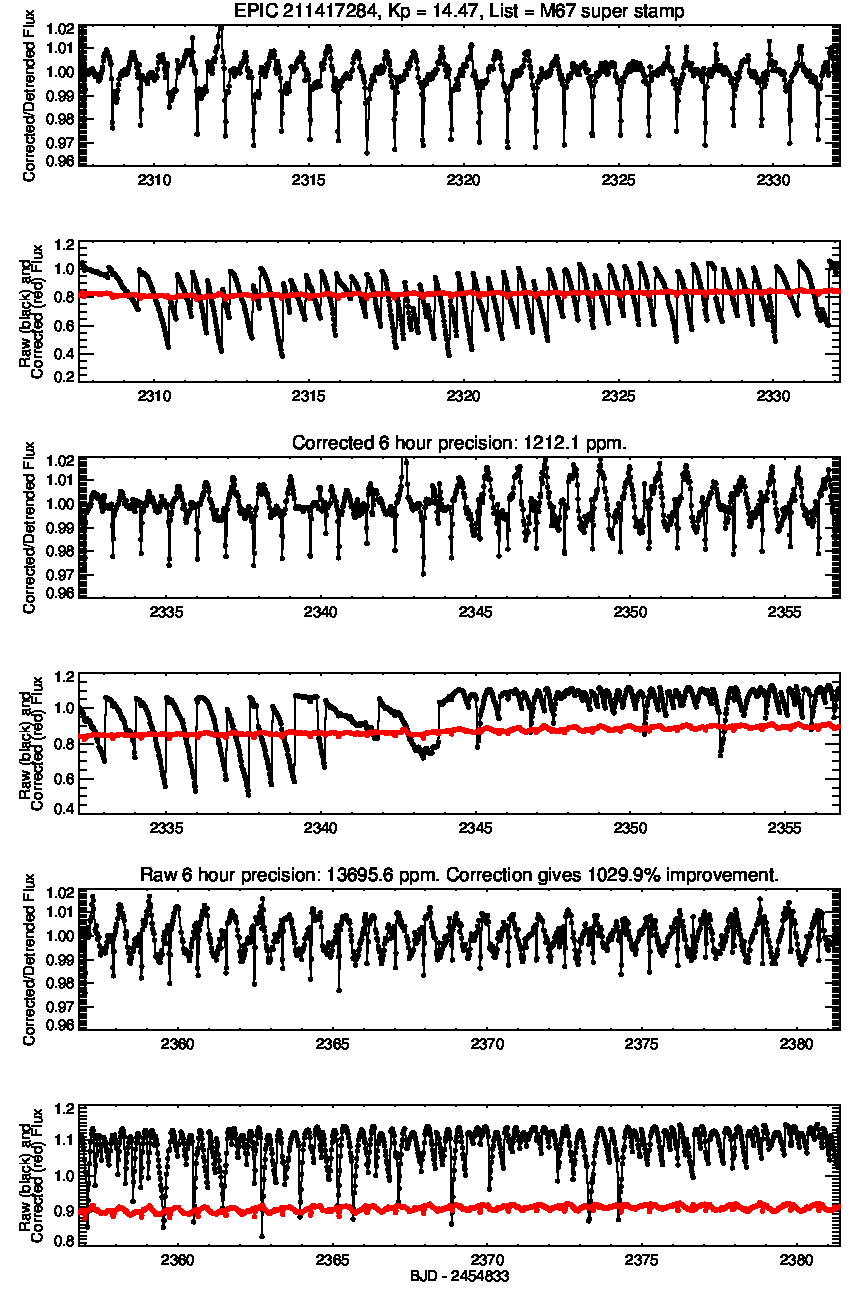 EPIC 211417284, Kp = 14.47, List = M67 super stamp
Corrected/Detrended Flux
1.02
1.01
1.00
0.99
0.98
0.97
0.96
2310 2315 2320 2325 2330
Raw (black) and
Corrected (red) Flux
1.2
1.0
0.8
0.6
0.4
0.2
2310 2315 2320 2325 2330
Corrected 6 hour precision: 1212.1 ppm.
Corrected/Detrended Flux
1.02
1.01
1.00
0.99
0.98
0.97
0.96
2335 2340 2345 2350 2355
Raw (black) and
Corrected (red) Flux
1.2
1.0
0.8
0.6
0.4
2335 2340 2345 2350 2355
Raw 6 hour precision: 13695.6 ppm. Correction gives 1029.9% improvement.
Corrected/Detrended Flux
1.02
1.01
1.00
0.99
0.98
0.97
0.96
2360 2365 2370 2375 2380
Raw (black) and
Corrected (red) Flux
1.2
1.1
1.0
0.9
0.8
2360 2365 2370 2375 2380
BJD - 2454833